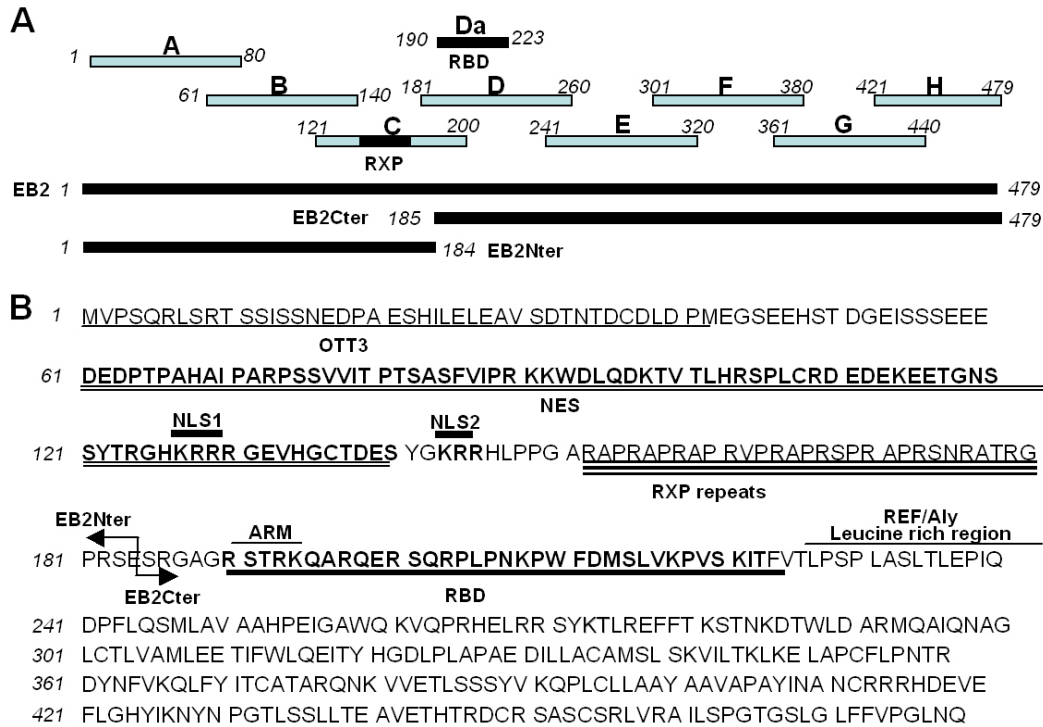 A
1 A 80
190 Da 223
RBD
61 B 140
181 D 260
301 F 380
421 H 479
121 C 200
RXP
241 E 320
361 G 440
EB2 1 479
EB2Cter 185 479
1 184 EB2Nter
B
1 MVPSQRLSRT SSISSNEDPA ESHILELEAV SDTNTDCDLD PMEGSEEHST DGEISSSEEE
OTT3
61 DEDPTPAHAI PARPSSVVIT PTSASFVIPR KKWDLQDKTV TLHRSPLCRD EDEKEETGNS
NES
NLS1 NLS2
121 SYTRGHKRRR GEVHGCTDES YGKRRHLPPG ARAPRAPRAP RVPRAPRSPR APRSNRATRG
RXP repeats
EB2Nter ARM REF/Aly
Leucine rich region
181 PRSESRGAGR STRKQARQER SQRPLPNKPW FDMSLVKPVS KITFVTLPSP LASLTLEPIQ
EB2Cter RBD
241 DPFLQSMLAV AAHPEIGAWQ KVQPRHELRR SYKTLREFFT KSTNKDTWLD ARMQAIQNAG
301 LCTLVAMLEE TIFWLQEITY HGDLPLAPAE DILLACAMSL SKVILTKLKE LAPCFLPNTR
361 DYNFVKQLFY ITCATARQNK VVETLSSSYV KQPLCLLAAY AAVAPAYINA NCRRRHDEVE
421 FLGHYIKNYN PGTLSSLLTE AVETHTRDCR SASCSRLVRA ILSPGTGSLG LFFVPGLNQ